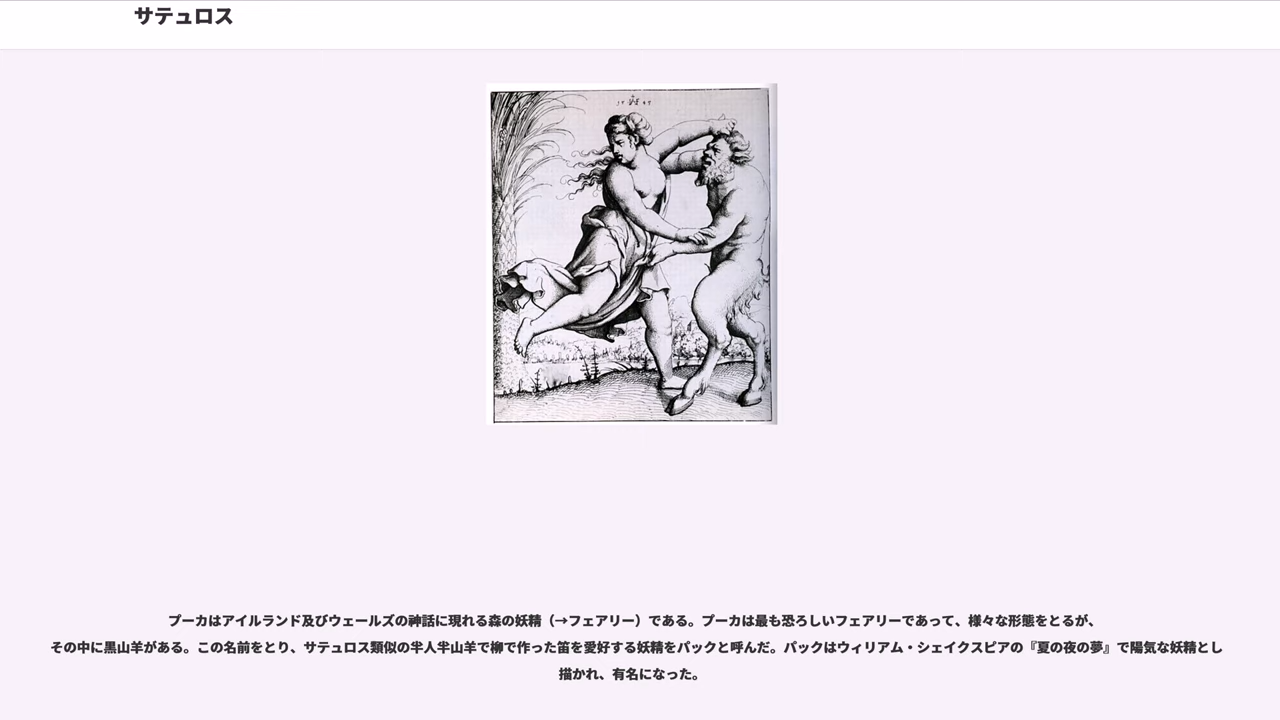 サテュロス
プーカはアイルランド及びウェールズの神話に現れる森の妖精（→フェアリー）である。プーカは最も恐ろしいフェアリーであって、様々な形態をとるが、
その中に黒山羊がある。この名前をとり、サテュロス類似の半人半山羊で柳で作った笛を愛好する妖精をパックと呼んだ。パックはウィリアム・シェイクスピアの『夏の夜の夢』で陽気な妖精とし
描かれ、有名になった。